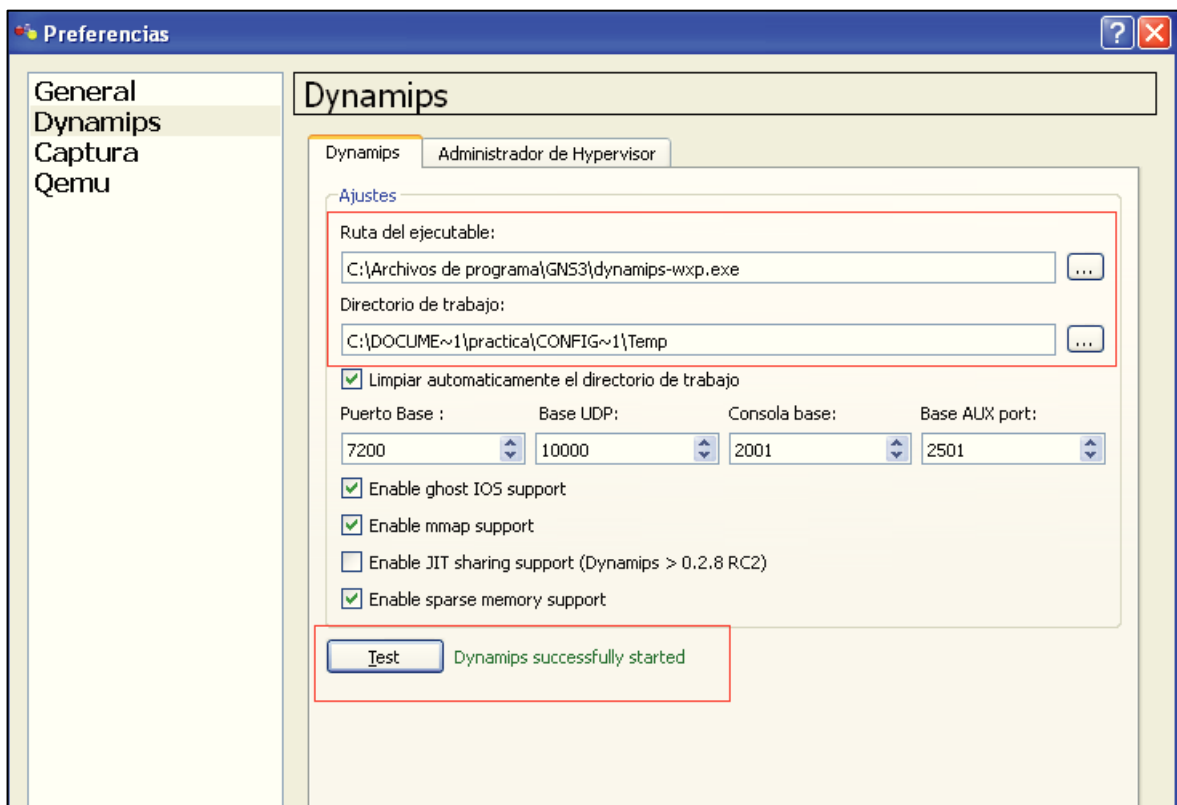 Preferencias
General
Dynamips
Captura
Qemu
Dynamips
Dynamips Administrador de Hypervisor
Ajustes
Ruta del ejecutable:
C:\Archivos de programa\GNS3\dynamips-wxp.exe ...
Directorio de trabajo:
C:\DOCUME~1\practica\CONFIG~1\Temp ...
Limpiar automaticamente el directorio de trabajo
Puerto Base : Base UDP: Consola base: Base AUX port:
7200 10000 2001 2501
Enable ghost IOS support
Enable mmap support
Enable JIT sharing support (Dynamips > 0.2.8 RC2)
Enable sparse memory support
Test Dynamips successfully started